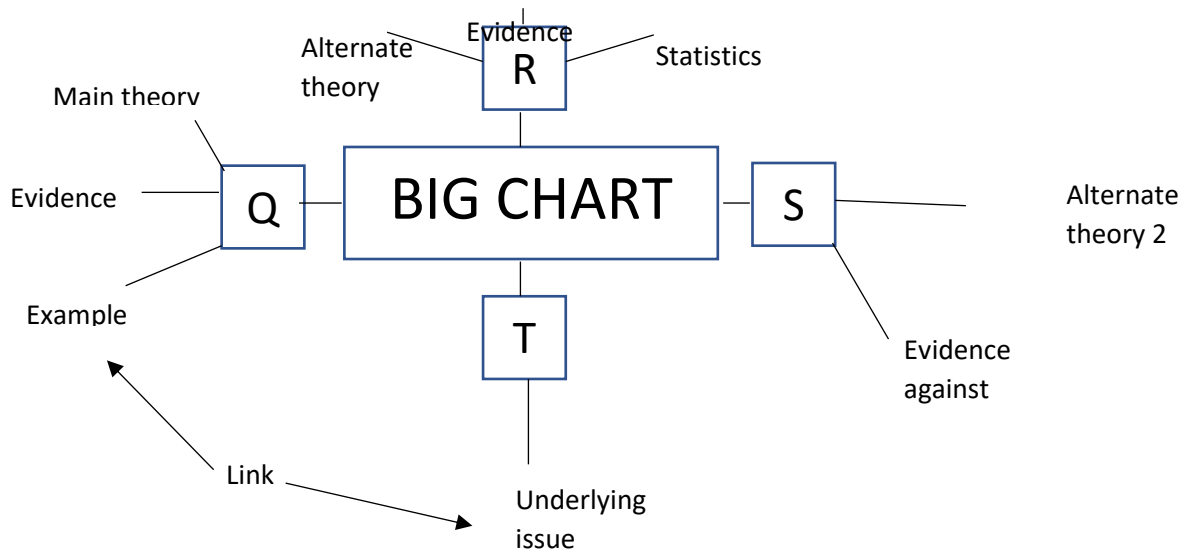 Evidence
Alternate
theory
R
Statistics
Main theory
Evidence
Q
BIG CHART
S
Alternate
theory 2
Example
T
Evidence
against
Link
Underlying
issue